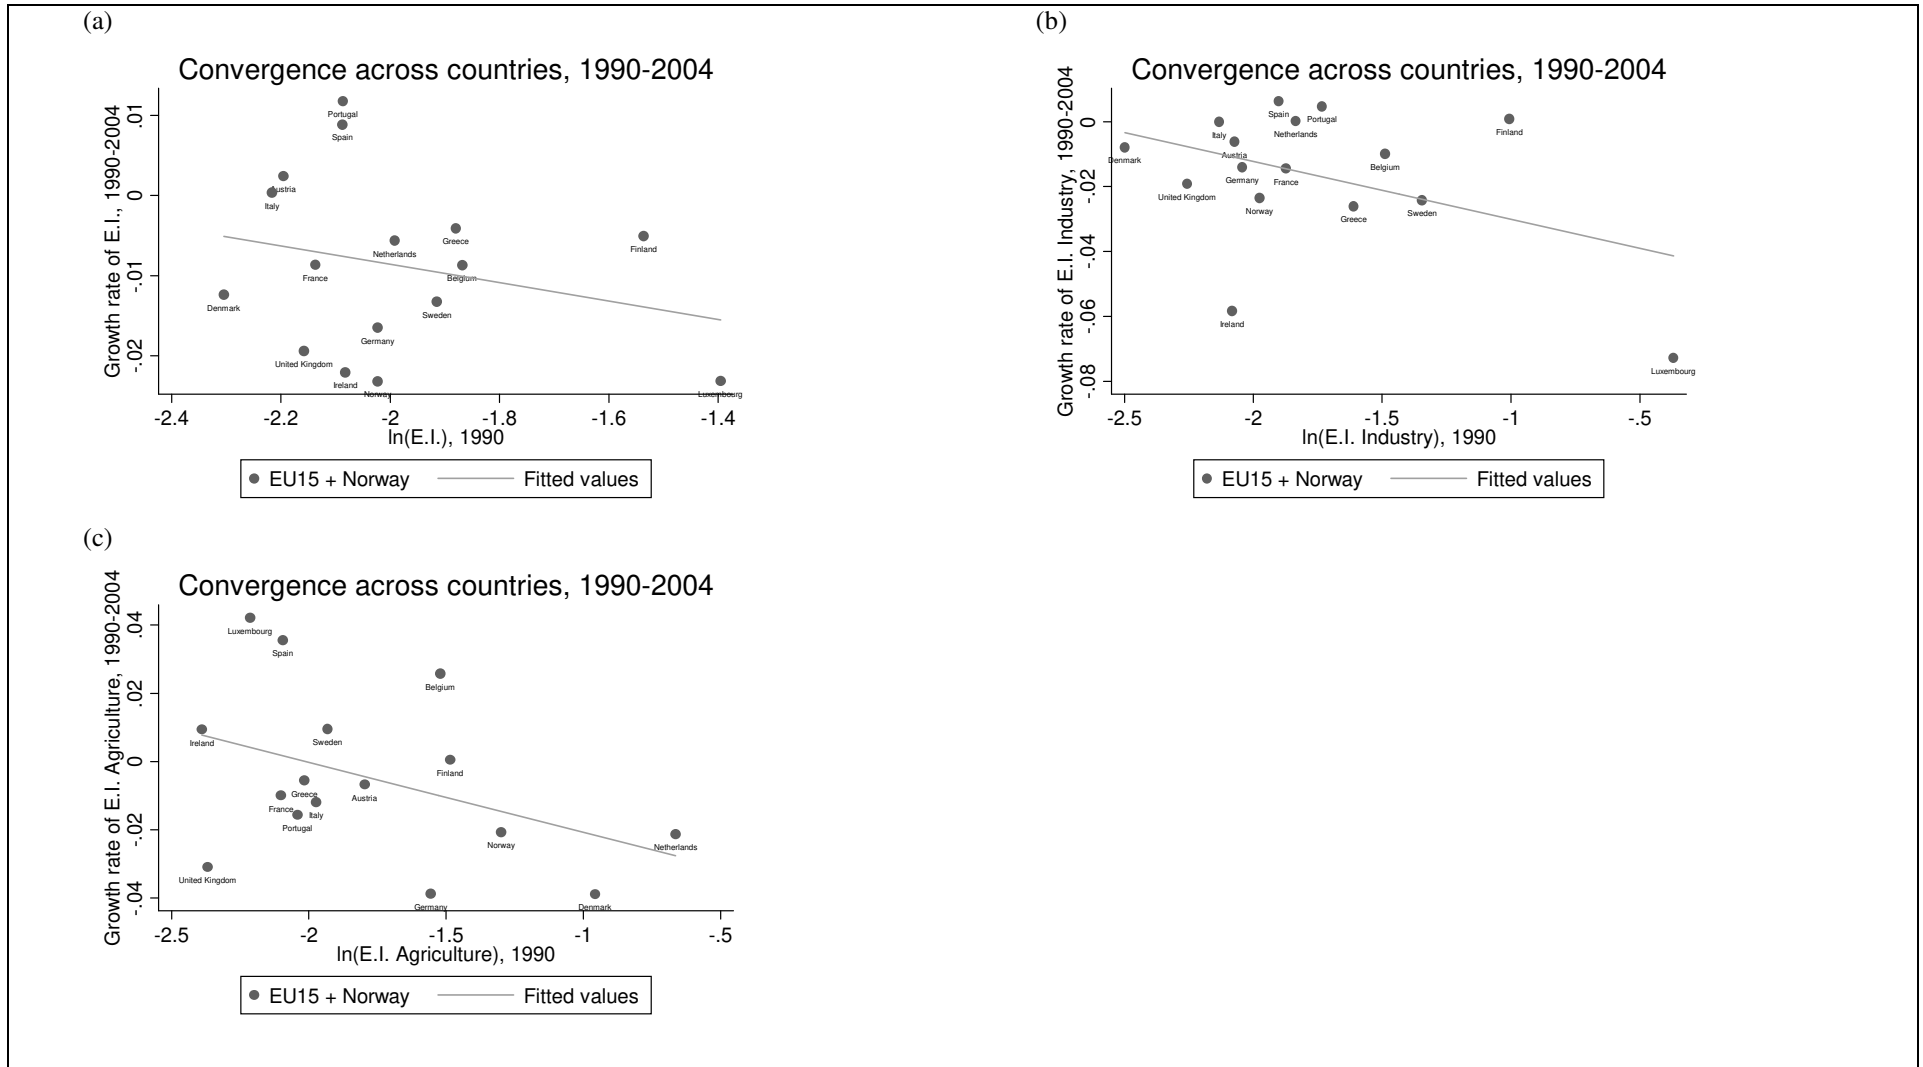 (a)
Convergence across countries, 1990-2004
Growth rate of E.I., 1990-2004
.01
0
-.01
-.02
Portugal
Spain
Austria
Italy
Greece
Netherlands
Finland
France
Belgium
Denmark
Sweden
Germany
United Kingdom
Ireland
Norway
Luxembourg
-2.4 -2.2 -2 -1.8 -1.6 -1.4
ln(E.I.), 1990
EU15 + Norway Fitted values
(b)
Convergence across countries, 1990-2004
Growth rate of E.I. Industry, 1990-2004
0
-.02
-.04
-.06
-.08
Spain
Portugal
Italy
Netherlands
Finland
Austria
Denmark
Belgium
Germany
France
United Kingdom
Norway
Greece
Sweden
Ireland
Luxembourg
-2.5 -2 -1.5 -1 -.5
ln(E.I. Industry), 1990
EU15 + Norway Fitted values
(c)
Convergence across countries, 1990-2004
Growth rate of E.I. Agriculture, 1990-2004
.04
.02
0
-.02
-.04
Luxembourg
Spain
Belgium
Ireland
Sweden
Finland
Greece
Austria
France
Italy
Portugal
Norway
Netherlands
United Kingdom
Germany
Denmark
-2.5 -2 -1.5 -1 -.5
ln(E.I. Agriculture), 1990
EU15 + Norway Fitted values